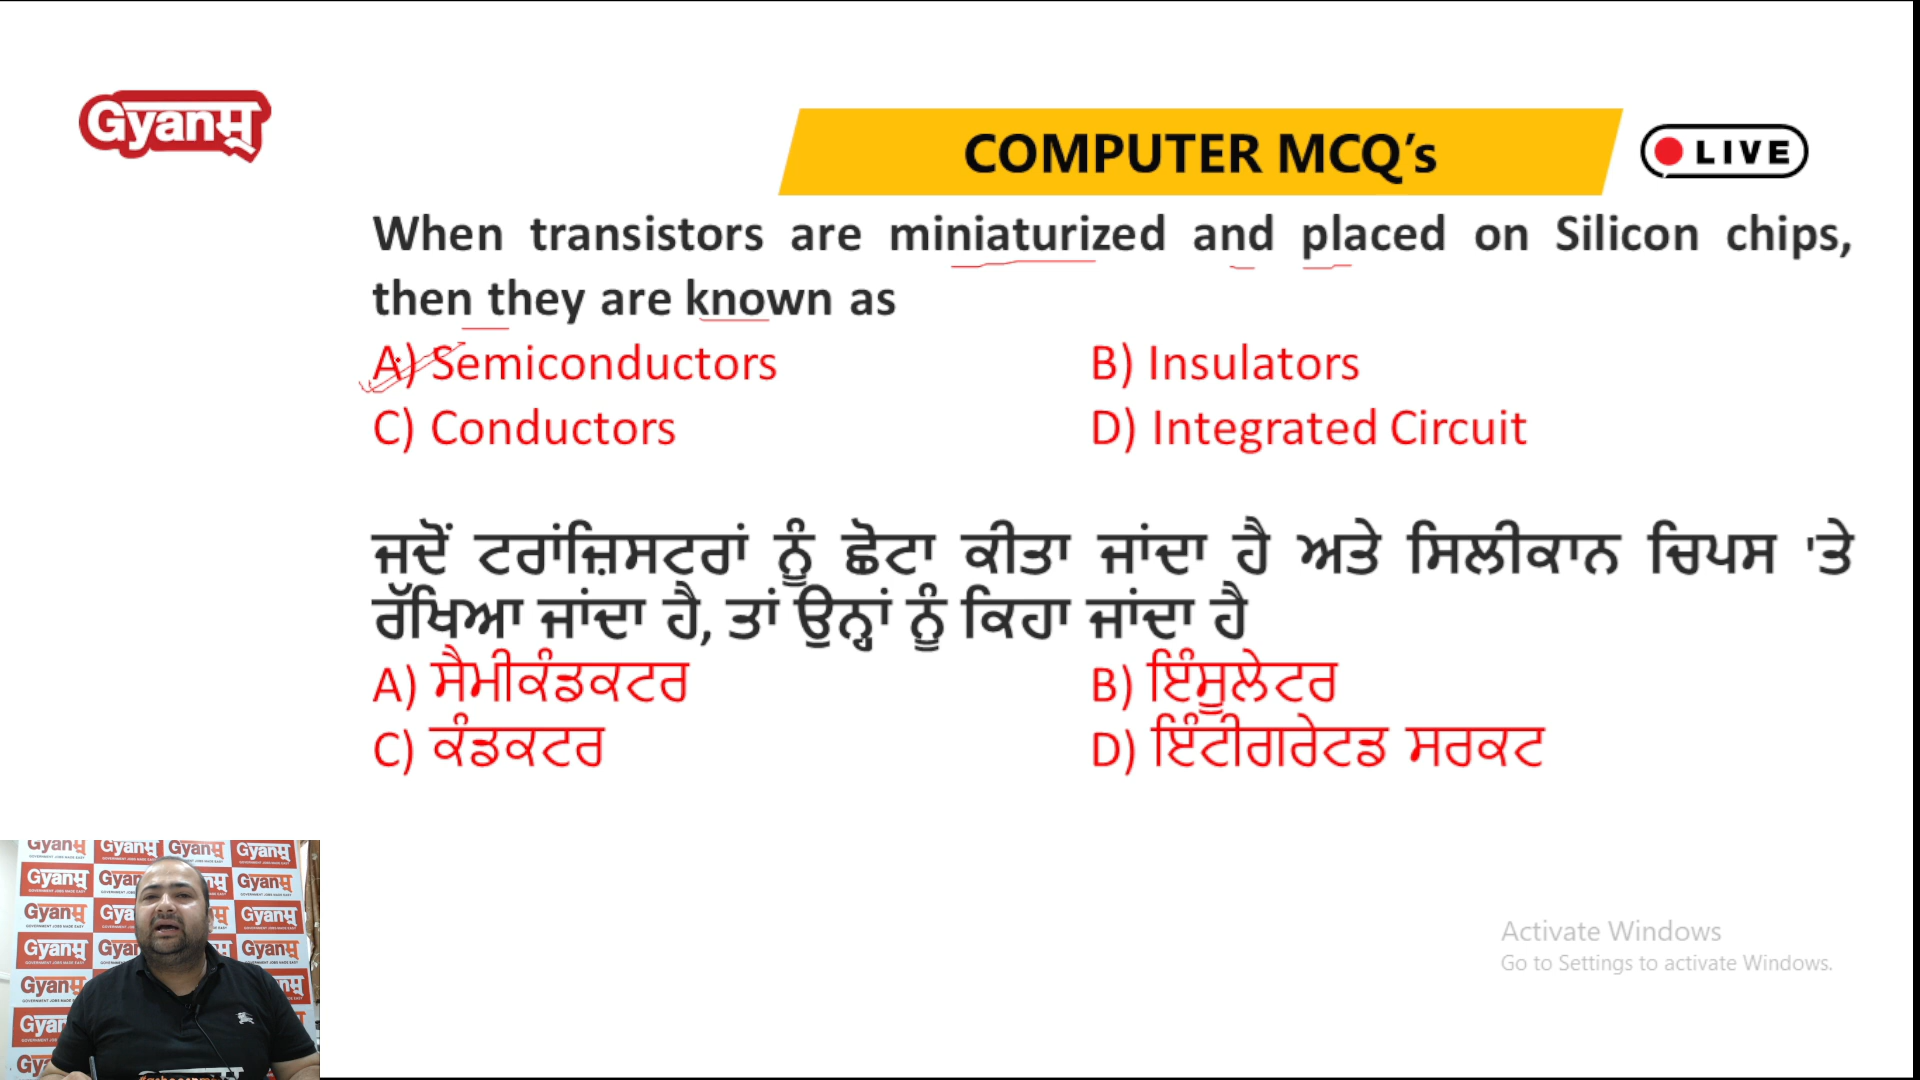 Gyanਮ
COMPUTER MCQ's
LIVE
When transistors are miniaturized and placed on Silicon chips,
then they are known as
A) Semiconductors
B) Insulators
C) Conductors
D) Integrated Circuit
ਜਦੋਂ ਟਰਾਂਜ਼ਿਸਟਰਾਂ ਨੂੰ ਛੋਟਾ ਕੀਤਾ ਜਾਂਦਾ ਹੈ ਅਤੇ ਸਿਲੀਕਾਨ ਚਿਪਸ 'ਤੇ
ਰੱਖਿਆ ਜਾਂਦਾ ਹੈ, ਤਾਂ ਉਨ੍ਹਾਂ ਨੂੰ ਕਿਹਾ ਜਾਂਦਾ ਹੈ
A) ਸੈਮੀਕੰਡਕਟਰ
B) ਇੰਸੂਲੇਟਰ
C) ਕੰਡਕਟਰ
D) ਇੰਟੀਗਰੇਟਡ ਸਰਕਟ
Activate Windows
Go to Settings to activate Windows.